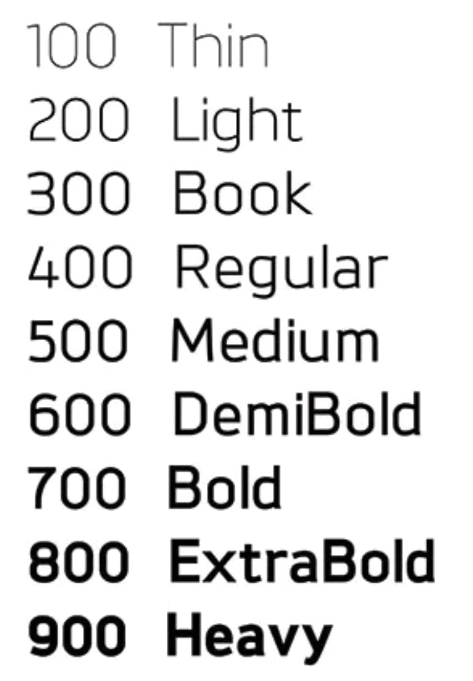 100 Thin
200 Light
300 Book
400 Regular
500 Medium
600 DemiBold
700 Bold
800 ExtraBold
900 Heavy